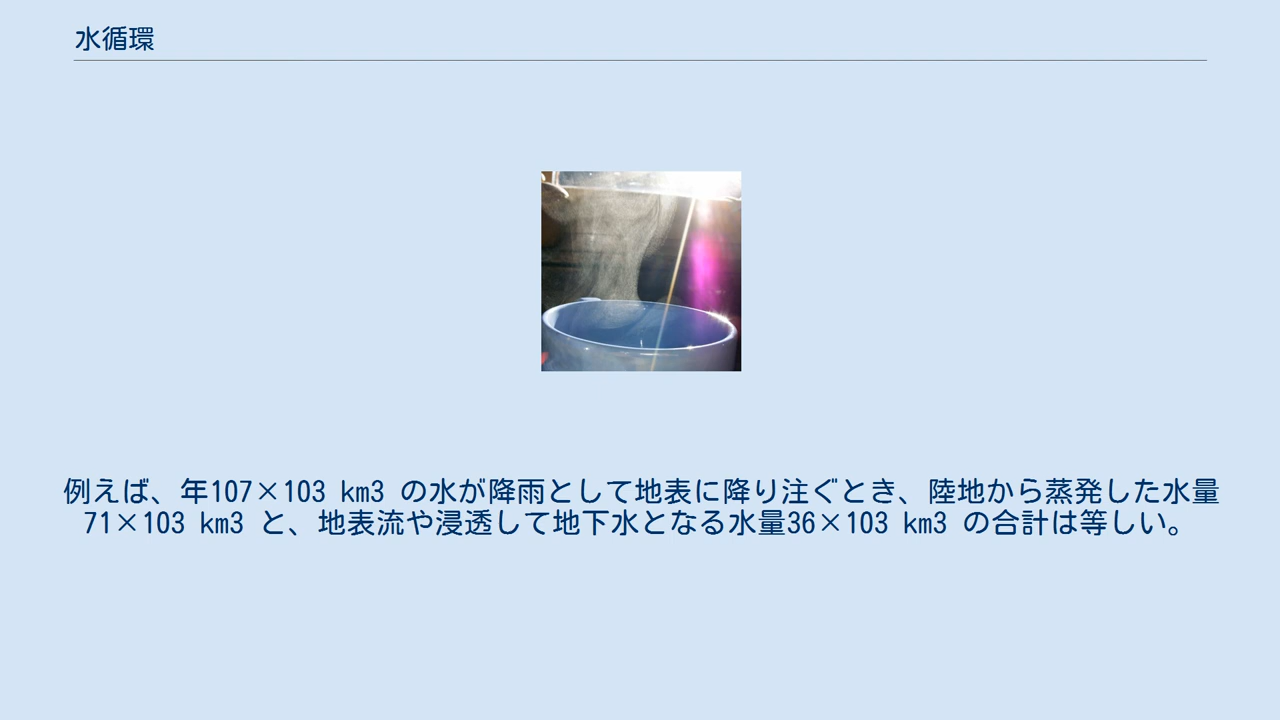 水循環
例えば、年107×103 km3 の水が降雨として地表に降り注ぐとき、陸地から蒸発した水量
71×103 km3 と、地表流や浸透して地下水となる水量36×103 km3 の合計は等しい。